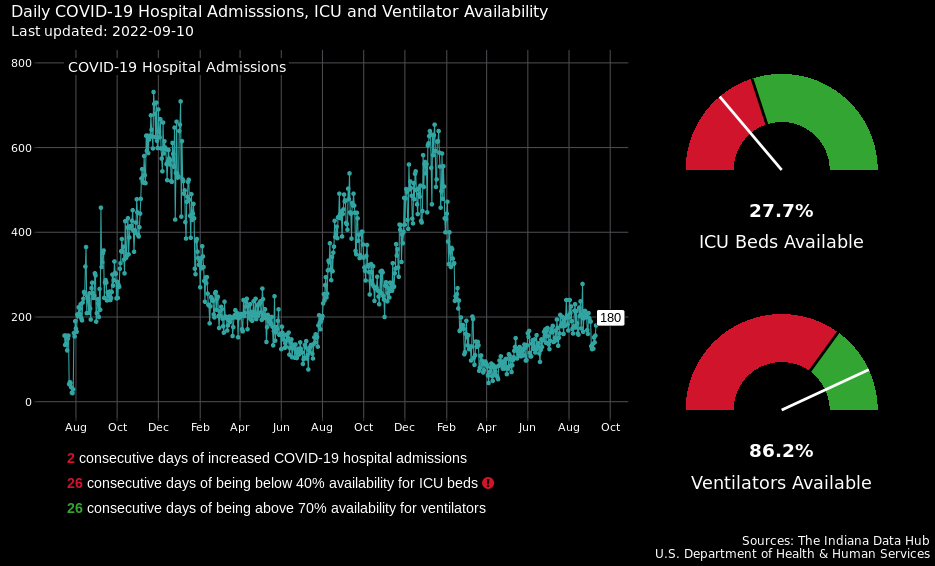 Daily COVID-19 Hospital Admisssions, ICU and Ventilator Availability
Last updated: 2022-09-10
COVID-19 Hospital Admissions
800
600
400
200
0
180
Aug Oct Dec Feb Apr Jun Aug Oct Dec Feb Apr Jun Aug Oct
27.7%
ICU Beds Available
86.2%
Ventilators Available
2 consecutive days of increased COVID-19 hospital admissions
26 consecutive days of being below 40% availability for ICU beds
26 consecutive days of being above 70% availability for ventilators
Sources: The Indiana Data Hub
U.S. Department of Health & Human Services